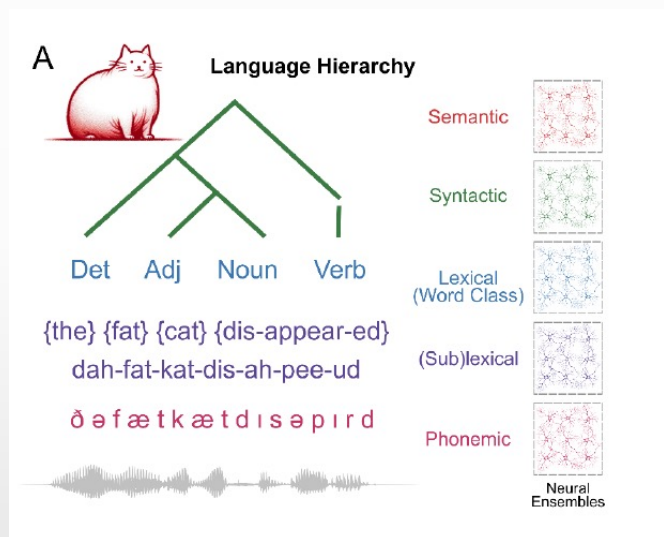 A
Language Hierarchy
Semantic
Syntactic
Det Adj Noun Verb
Lexical
(Word Class)
{the} {fat} {cat} {dis-appear-ed}
dah-fat-kat-dis-ah-pee-ud
(Sub)lexical
ð ə f æ t k æ t d ı s ə p ı r d
Phonemic
Neural
Ensembles